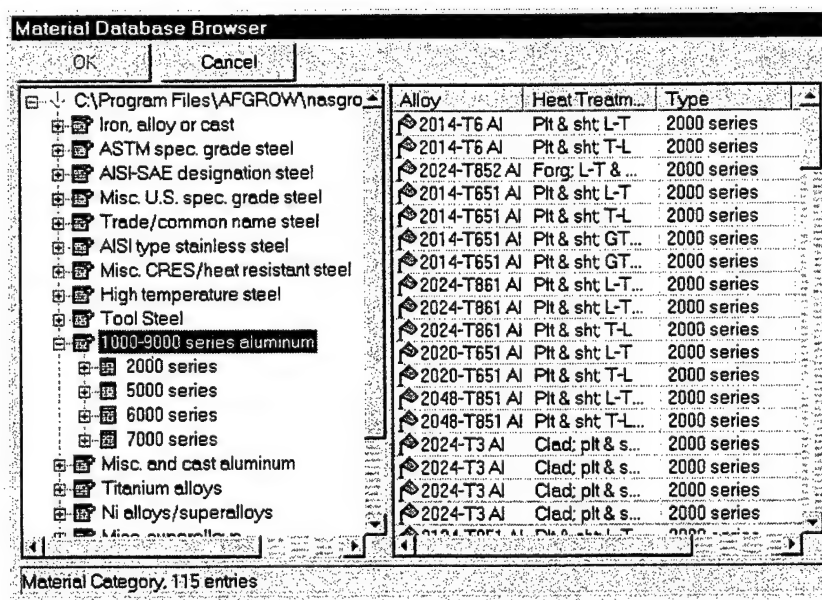 Material Database Browser
OK Cancel
C:\Program Files\AFGROW\nasgro
Iron, alloy or cast
ASTM spec. grade steel
AISI-SAE designation steel
Misc. U.S. spec. grade steel
Trade/common name steel
AISI type stainless steel
Misc. CRES/heat resistant steel
High temperature steel
Tool Steel
1000-9000 series aluminum
2000 series
5000 series
6000 series
7000 series
Misc. and cast aluminum
Titanium alloys
Ni alloys/superalloys
Misc. superalloys
Alloy Heat Treatm... Type
2014-T6 Al Plt & sht; L-T 2000 series
2014-T6 Al Plt & sht; T-L 2000 series
2024-T852 Al Forg; L-T & ... 2000 series
2014-T651 Al Plt & sht; L-T 2000 series
2014-T651 Al Plt & sht; T-L 2000 series
2014-T651 Al Plt & sht; GT... 2000 series
2014-T651 Al Plt & sht; GT... 2000 series
2024-T861 Al Plt & sht; L-T... 2000 series
2024-T861 Al Plt & sht; L-T... 2000 series
2024-T861 Al Plt & sht; T-L 2000 series
2020-T651 Al Plt & sht; L-T 2000 series
2020-T651 Al Plt & sht; T-L 2000 series
2048-T851 Al Plt & sht; L-T... 2000 series
2048-T851 Al Plt & sht; T-L... 2000 series
2024-T3 Al Clad; plt & s... 2000 series
2024-T3 Al Clad; plt & s... 2000 series
2024-T3 Al Clad; plt & s... 2000 series
2024-T3 Al Clad; plt & s... 2000 series
Material Category, 115 entries